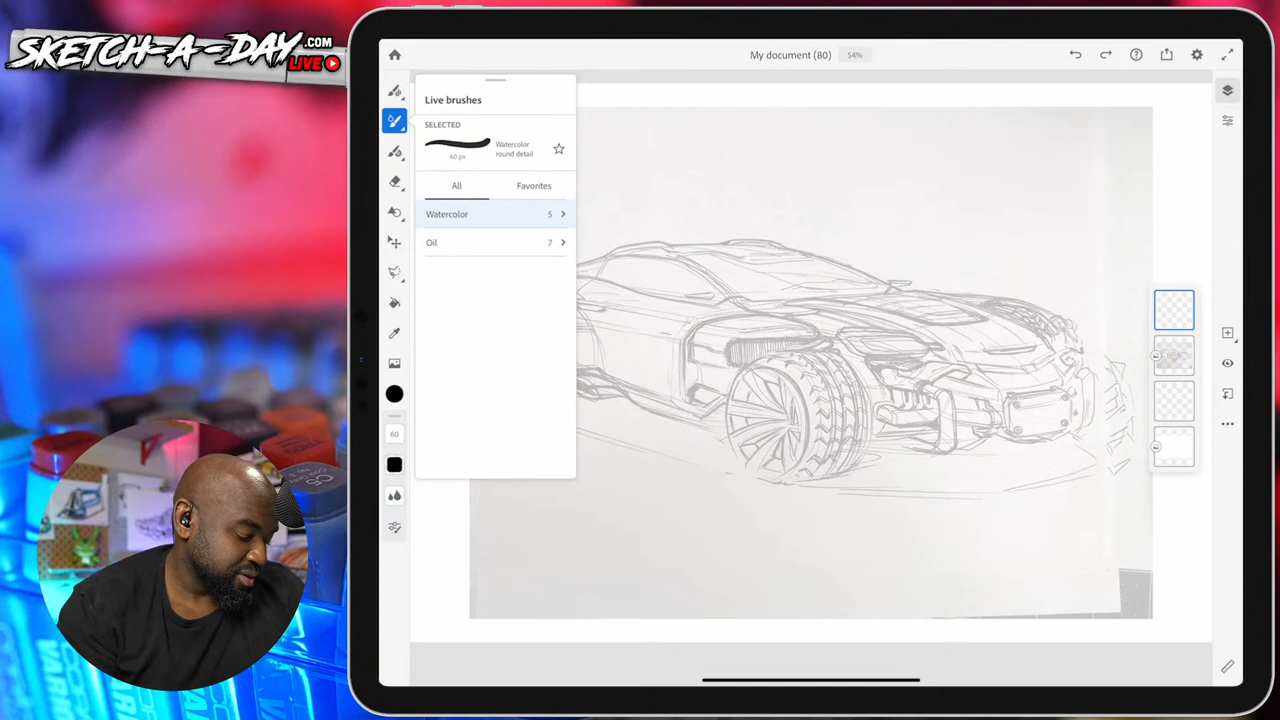 SKETCH-A-DAY.COM
LIVE
My document (80) 54%
Live brushes
SELECTED
Watercolor
round detail
60 px
All Favorites
Watercolor 5
Oil 7
60